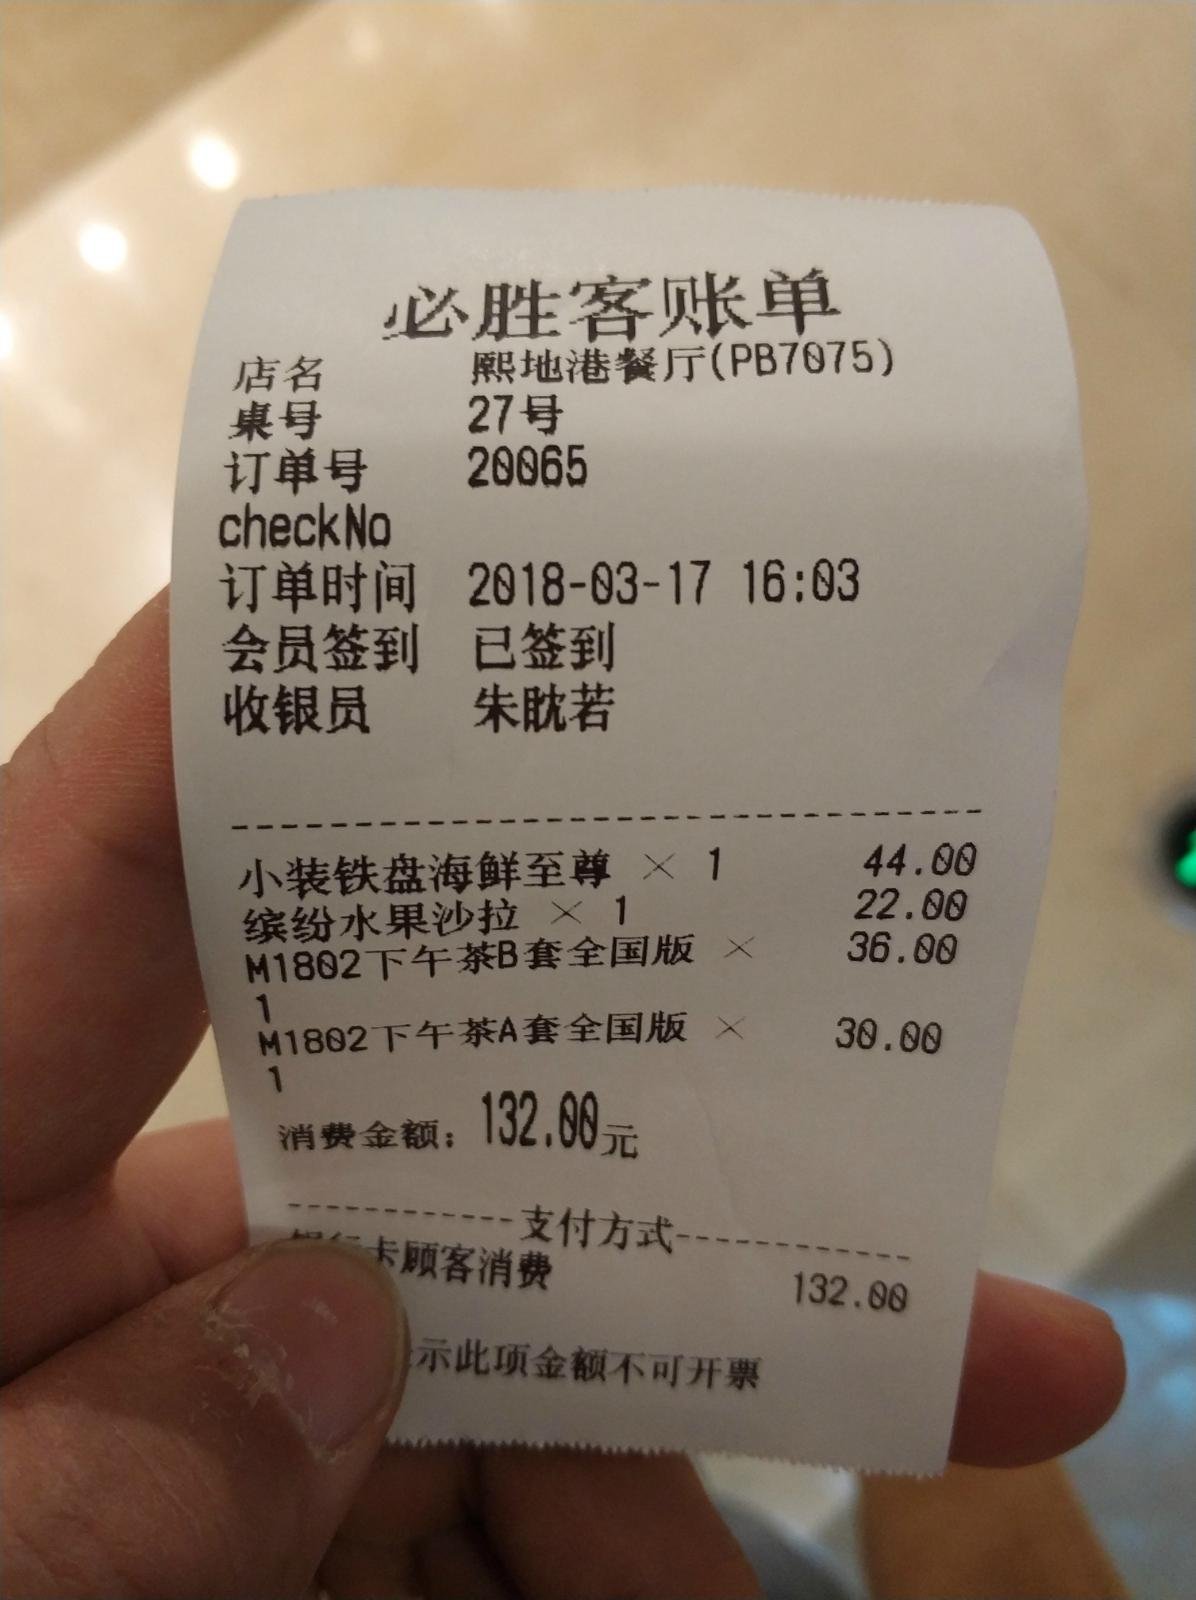 必胜客账单
店名 熙地港餐厅(PB7075)
桌号 27号
订单号 20065
checkNo
订单时间 2018-03-17 16:03
会员签到 已签到
收银员 朱眈若
小装铁盘海鲜至尊 × 1 44.00
缤纷水果沙拉 × 1 22.00
M1802下午茶B套全国版 × 36.00
1
M1802下午茶A套全国版 × 30.00
1
消费金额：132.00元
------------支付方式------------
银行卡顾客消费 132.00
示此项金额不可开票